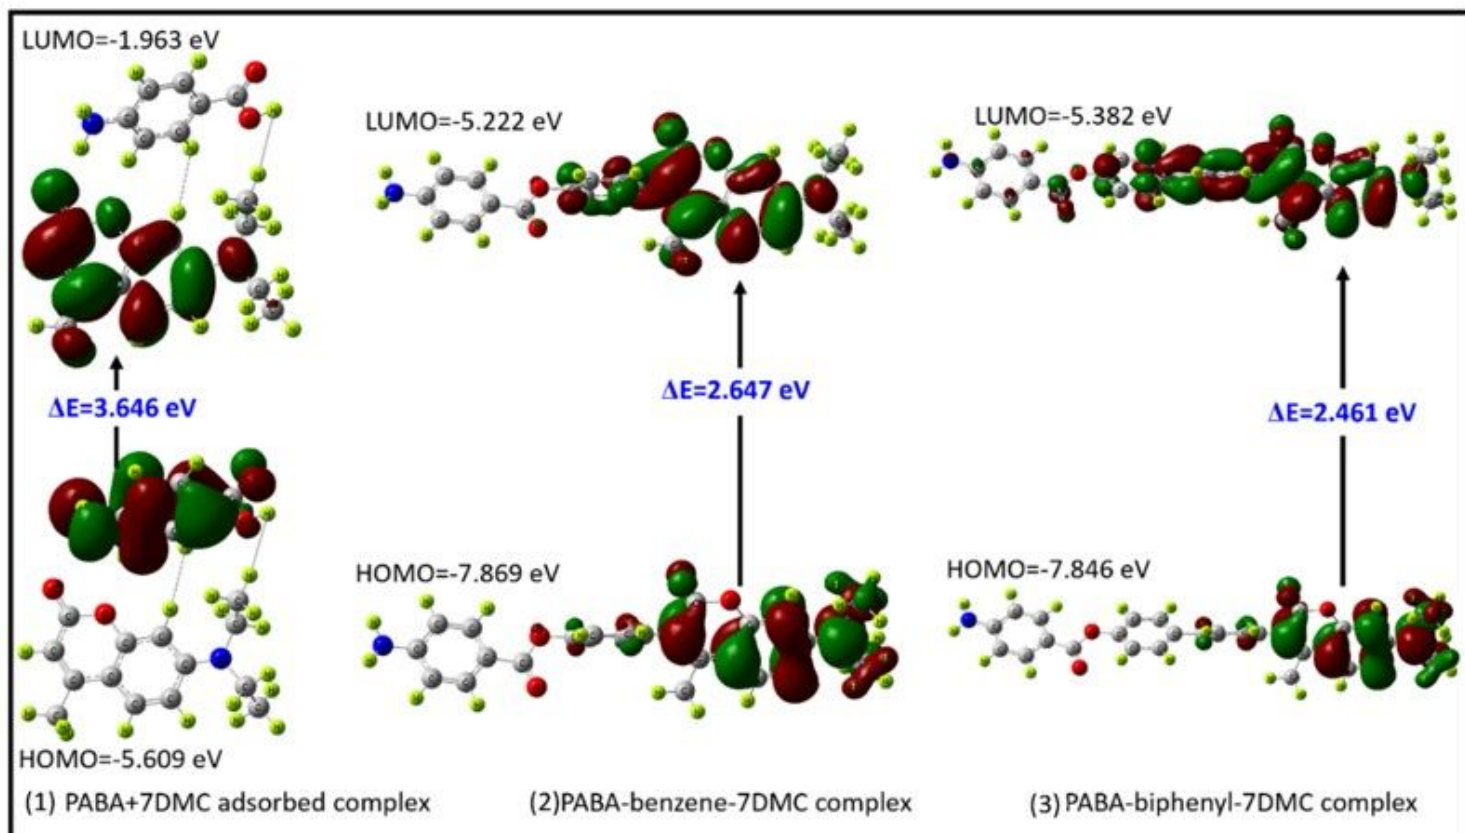 LUMO=-1.963 eV
ΔE=3.646 eV
HOMO=-5.609 eV
(1) PABA+7DMC adsorbed complex
LUMO=-5.222 eV
ΔE=2.647 eV
HOMO=-7.869 eV
(2)PABA-benzene-7DMC complex
LUMO=-5.382 eV
ΔE=2.461 eV
HOMO=-7.846 eV
(3) PABA-biphenyl-7DMC complex